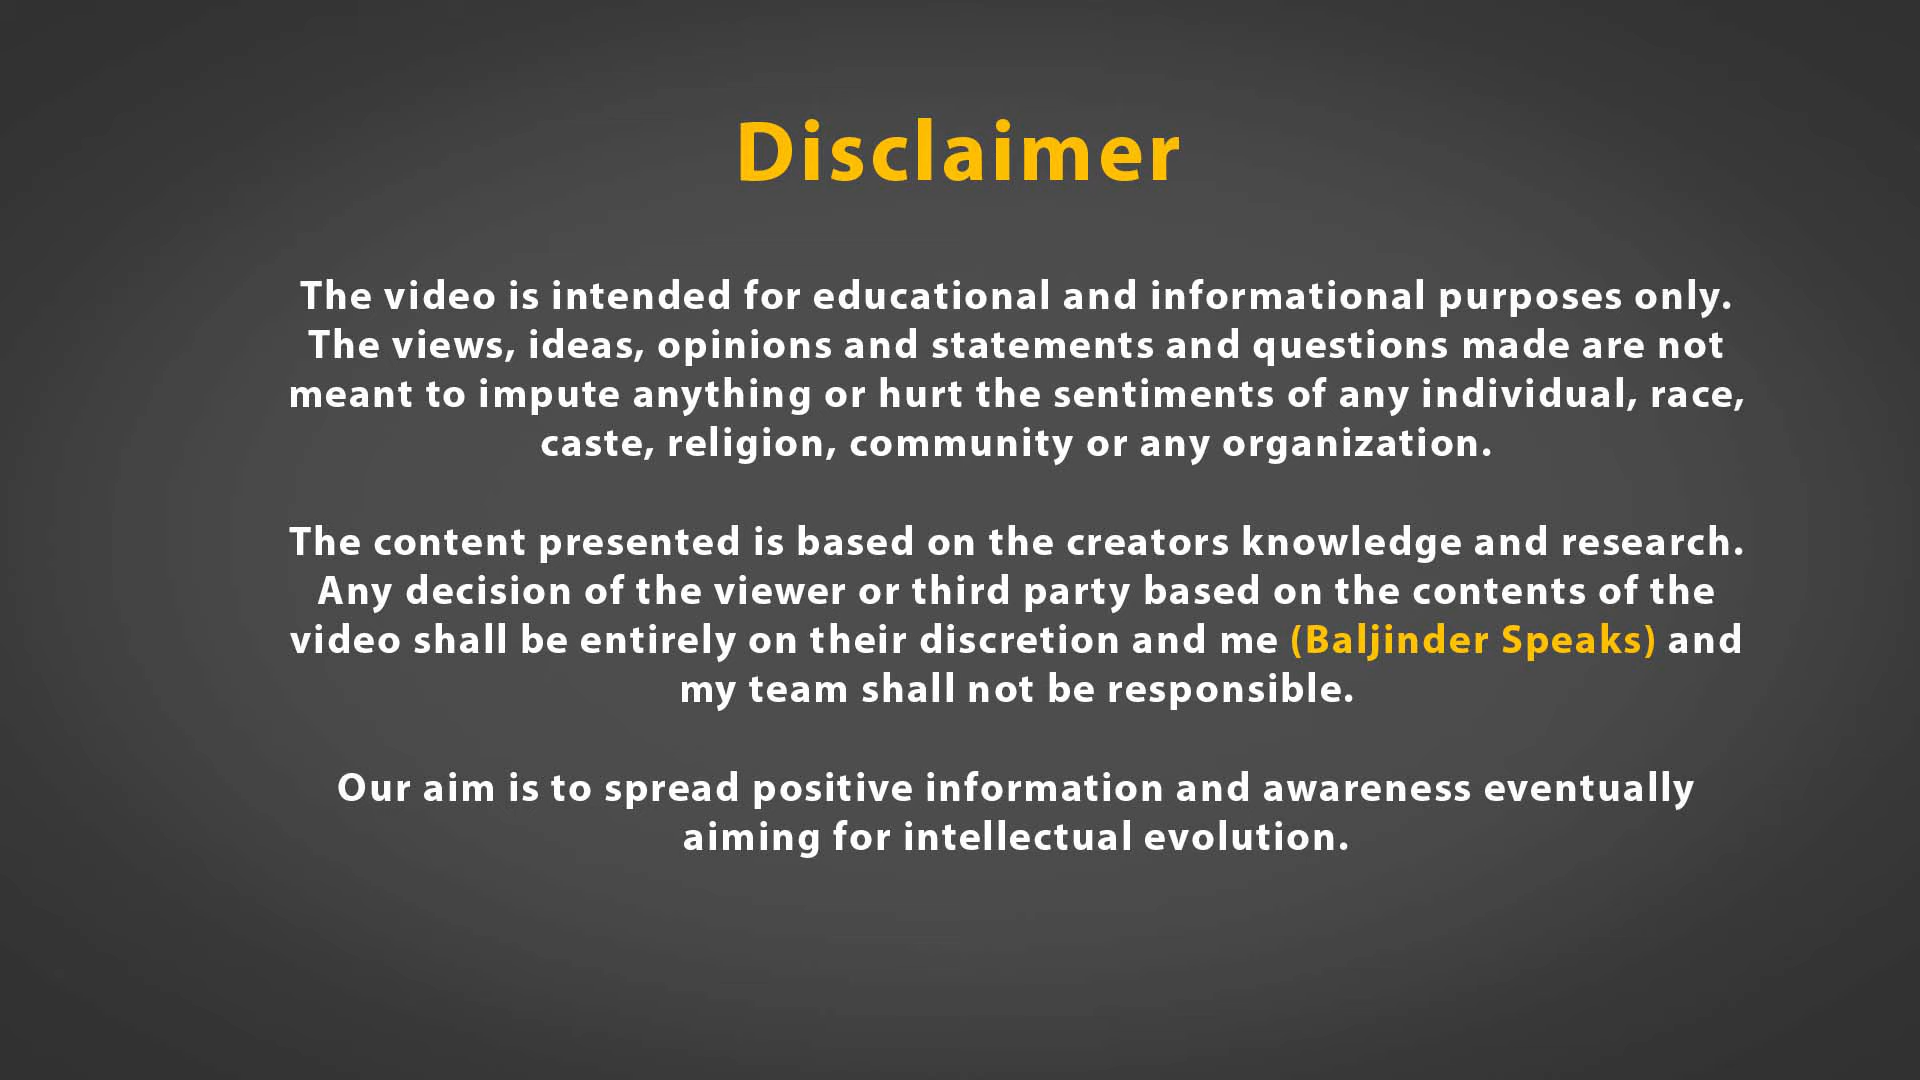 Disclaimer
The video is intended for educational and informational purposes only.
The views, ideas, opinions and statements and questions made are not
meant to impute anything or hurt the sentiments of any individual, race,
caste, religion, community or any organization.
The content presented is based on the creators knowledge and research.
Any decision of the viewer or third party based on the contents of the
video shall be entirely on their discretion and me (Baljinder Speaks) and
my team shall not be responsible.
Our aim is to spread positive information and awareness eventually
aiming for intellectual evolution.